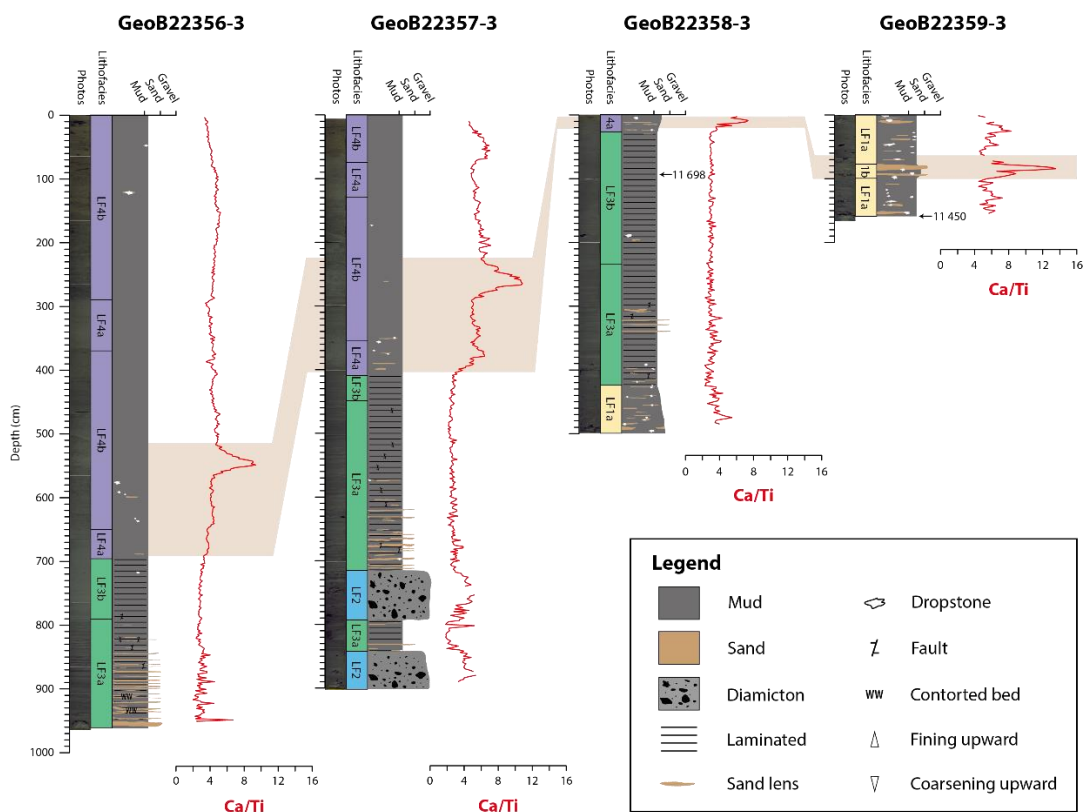 GeoB22356-3
GeoB22357-3
GeoB22358-3
GeoB22359-3
Photos
Lithofacies
Mud
Sand
Gravel
Photos
Lithofacies
Mud
Sand
Gravel
Photos
Lithofacies
Mud
Sand
Gravel
Photos
Lithofacies
Mud
Sand
Gravel
Depth (cm)
0
100
200
300
400
500
600
700
800
900
1000
LF4b
LF4a
LF4b
LF4a
LF3b
LF3a
ww
ww
0 4 8 12 16
Ca/Ti
LF4b
LF4a
LF4b
LF4a
LF3b
LF3a
LF2
LF3a
LF2
0 4 8 12 16
Ca/Ti
4a
LF3b
LF3a
LF1a
11 698
0 4 8 12 16
Ca/Ti
LF1a
1b
LF1a
11 450
0 4 8 12 16
Ca/Ti
Legend
Mud
Sand
Diamicton
Laminated
Sand lens
Dropstone
Fault
ww Contorted bed
Fining upward
Coarsening upward